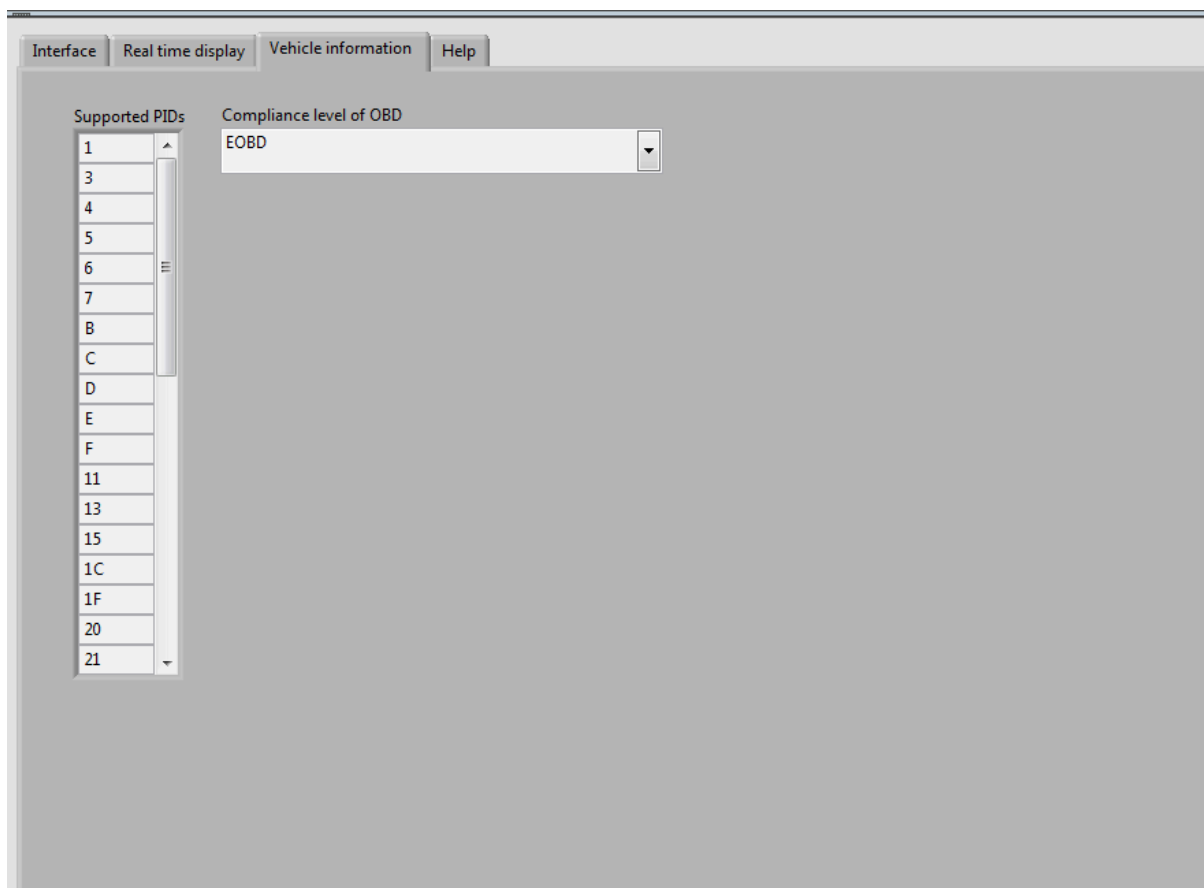 Interface Real time display Vehicle information Help
Supported PIDs Compliance level of OBD
EOBD
1
3
4
5
6
7
B
C
D
E
F
11
13
15
1C
1F
20
21